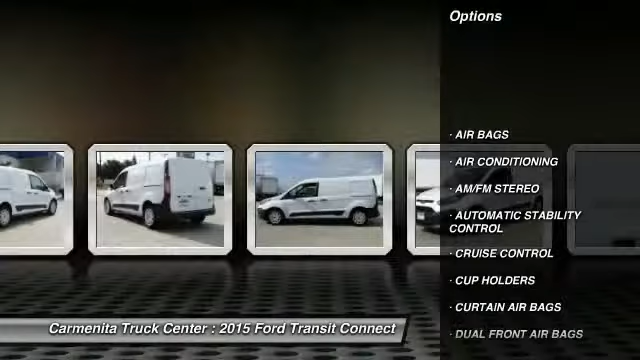 Options
· AIR BAGS
· AIR CONDITIONING
· AM/FM STEREO
· AUTOMATIC STABILITY
CONTROL
· CRUISE CONTROL
· CUP HOLDERS
· CURTAIN AIR BAGS
· DUAL FRONT AIR BAGS
Carmenita Truck Center : 2015 Ford Transit Connect